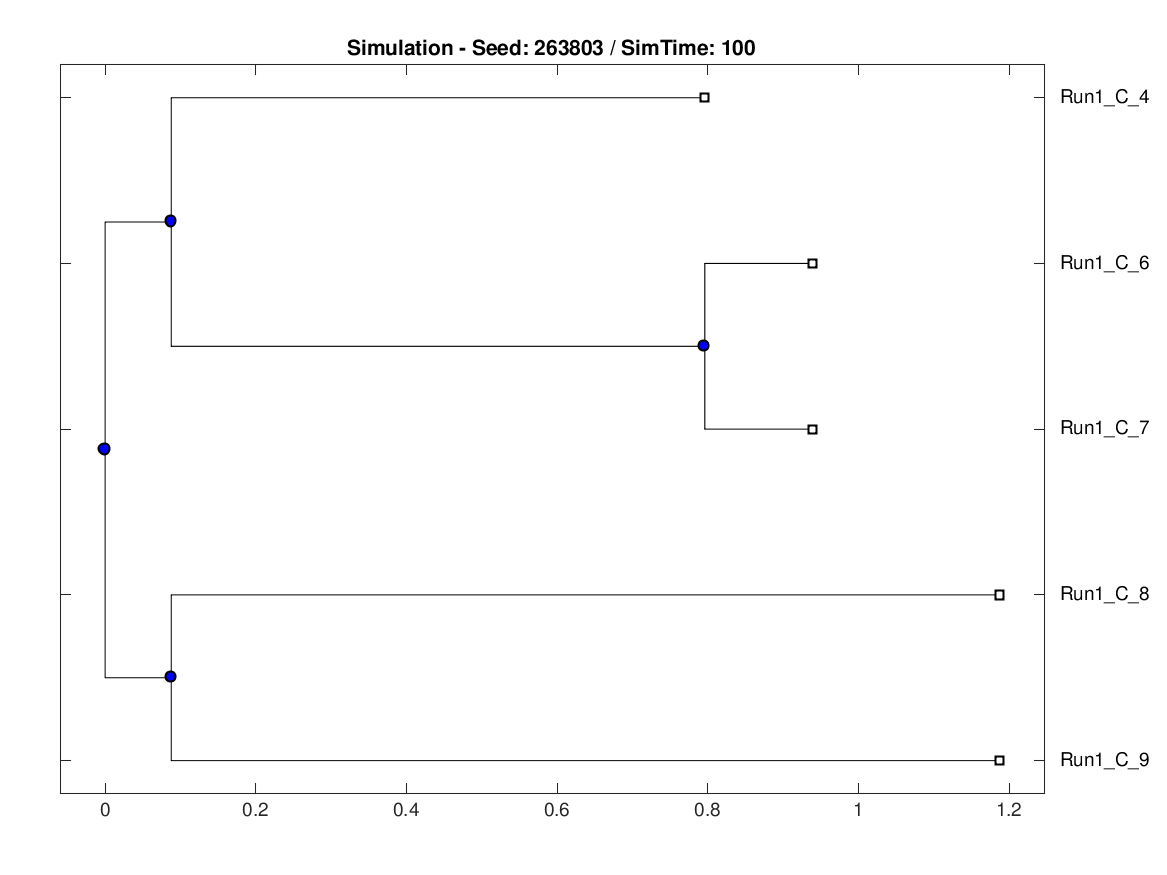 Simulation - Seed: 263803 / SimTime: 100
Run1_C_4
Run1_C_6
Run1_C_7
Run1_C_8
Run1_C_9
0 0.2 0.4 0.6 0.8 1 1.2